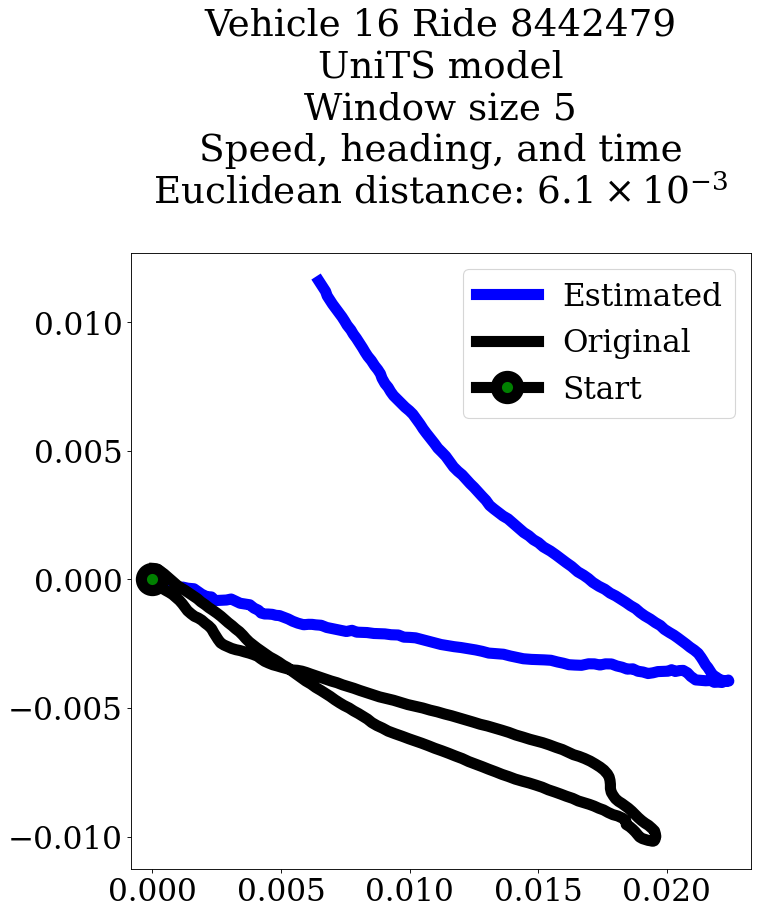 Vehicle 16 Ride 8442479
UniTS model
Window size 5
Speed, heading, and time
Euclidean distance: 6.1 × 10⁻³
Estimated
Original
Start
0.010
0.005
0.000
−0.005
−0.010
0.000 0.005 0.010 0.015 0.020